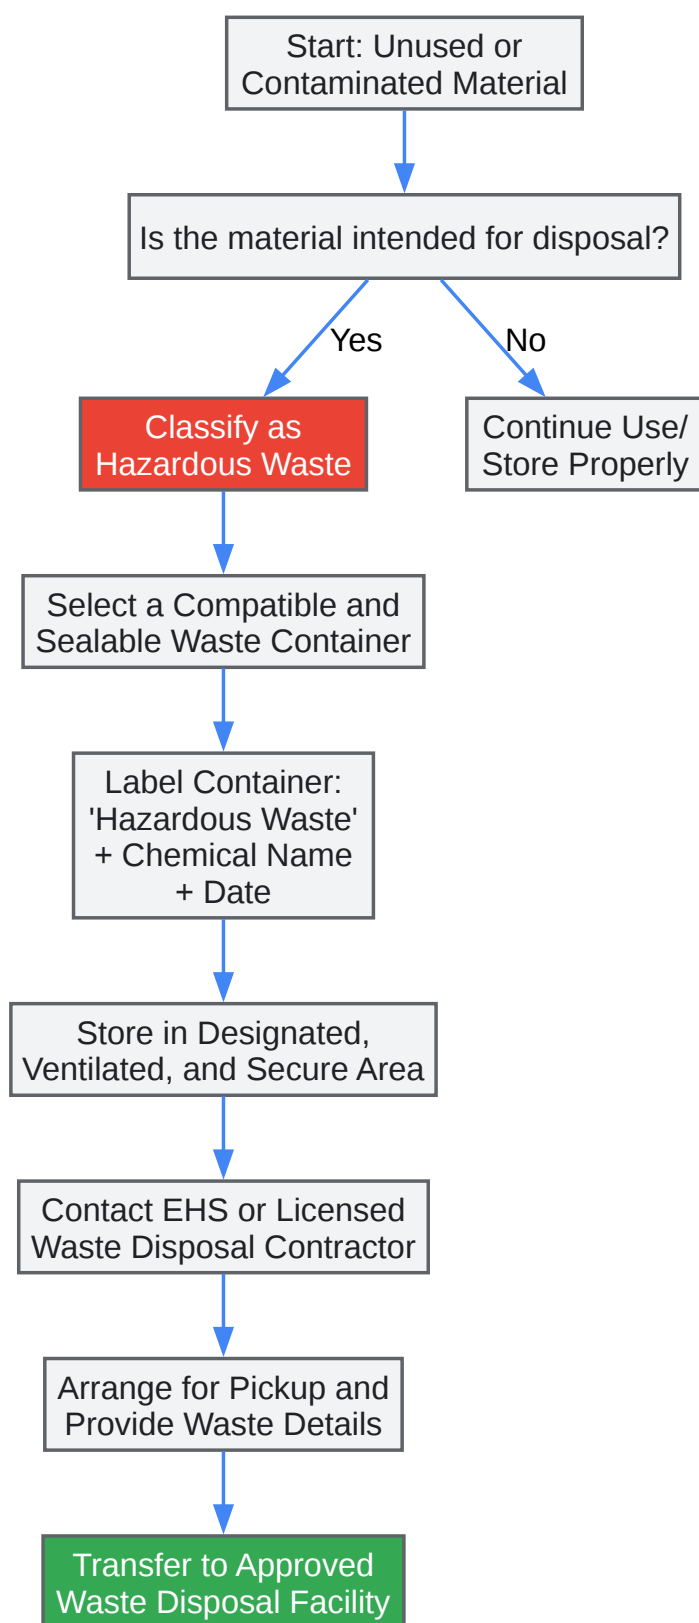 Start: Unused or
Contaminated Material
Is the material intended for disposal?
Yes
No
Classify as
Hazardous Waste
Continue Use/
Store Properly
Select a Compatible and
Sealable Waste Container
Label Container:
'Hazardous Waste'
+ Chemical Name
+ Date
Store in Designated,
Ventilated, and Secure Area
Contact EHS or Licensed
Waste Disposal Contractor
Arrange for Pickup and
Provide Waste Details
Transfer to Approved
Waste Disposal Facility